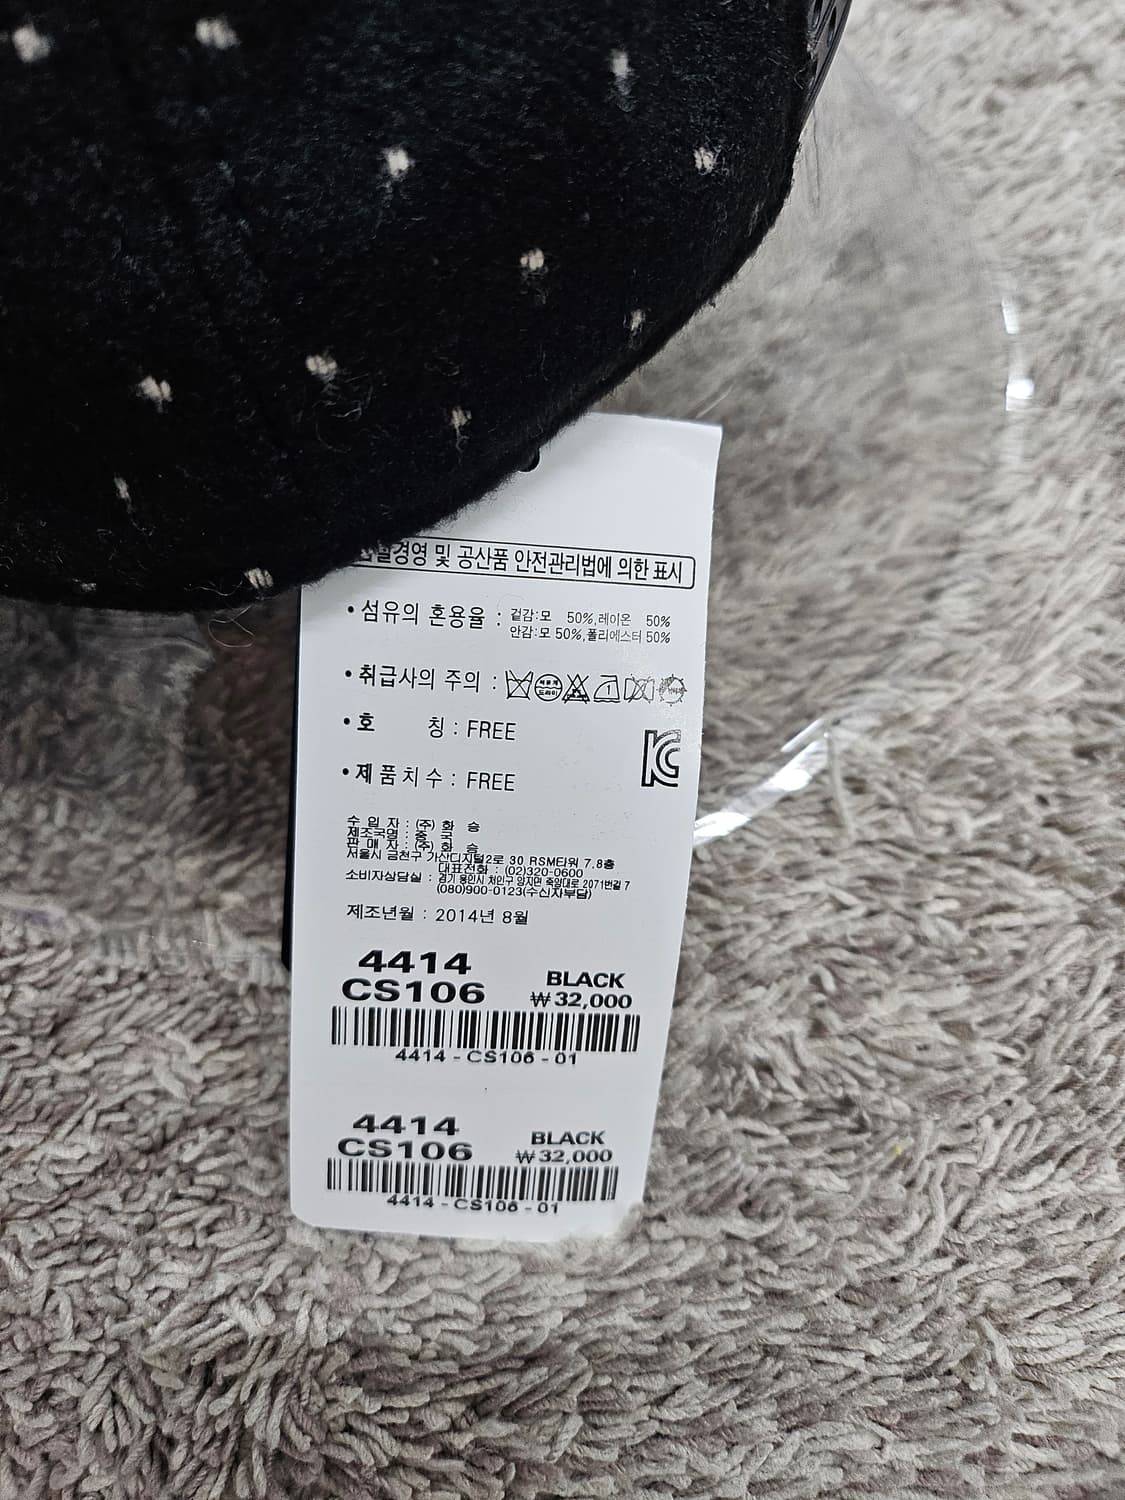 경영 및 공산품 안전관리법에 의한 표시
• 섬유의 혼용율 : 겉감:모 50%,레이온 50%
안감:모 50%,폴리에스터 50%
• 취급시의 주의 :
드라이
• 호 칭 : FREE
• 제품치수 : FREE
수 입 자 : (주) 화 승
제조국명 : 중 국
판 매 자 : (주) 화 승
서울시 금천구 가산디지털2로 30 RSM타워 7,8층
대표전화 : (02)320-0600
소비자상담실 : 경기 용인시 처인구 양지면 죽양대로 2071번길 7
(080)900-0123(수신자부담)
제조년월 : 2014년 8월
4414
CS106
BLACK
₩32,000
4414 - CS106 - 01
4414
CS106
BLACK
₩32,000
4414 - CS106 - 01